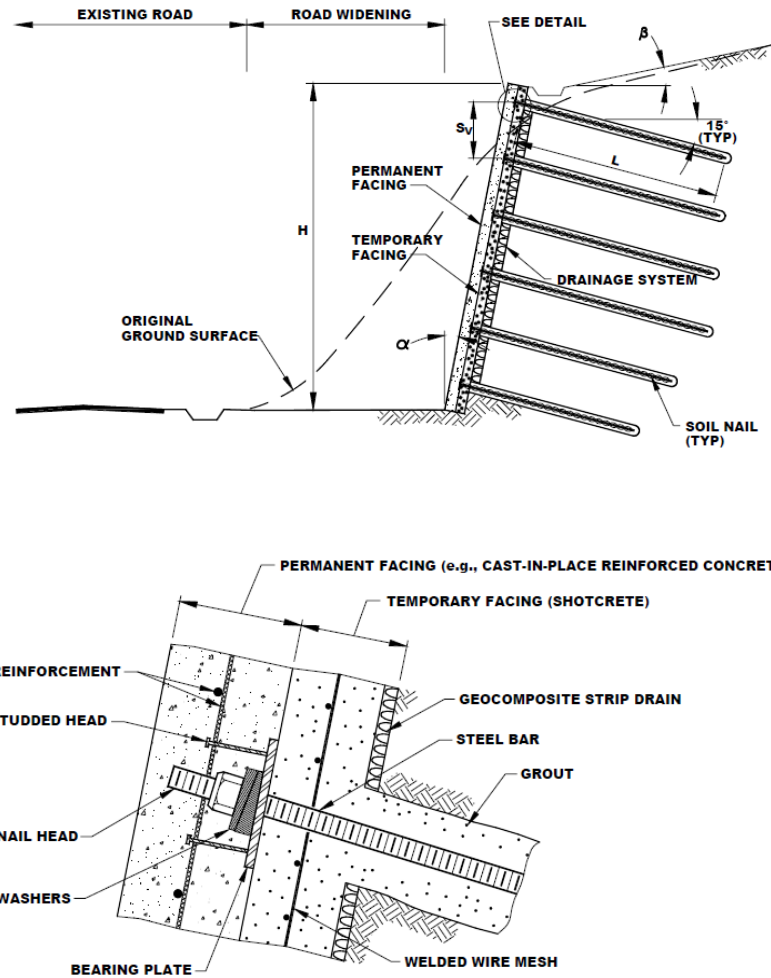 EXISTING ROAD
ROAD WIDENING
SEE DETAIL
β
15°
(TYP)
SV
L
PERMANENT
FACING
H
TEMPORARY
FACING
DRAINAGE SYSTEM
ORIGINAL
GROUND SURFACE
α
SOIL NAIL
(TYP)
PERMANENT FACING (e.g., CAST-IN-PLACE REINFORCED CONCRET
TEMPORARY FACING (SHOTCRETE)
REINFORCEMENT
GEOCOMPOSITE STRIP DRAIN
TUDDED HEAD
STEEL BAR
GROUT
NAIL HEAD
WASHERS
WELDED WIRE MESH
BEARING PLATE